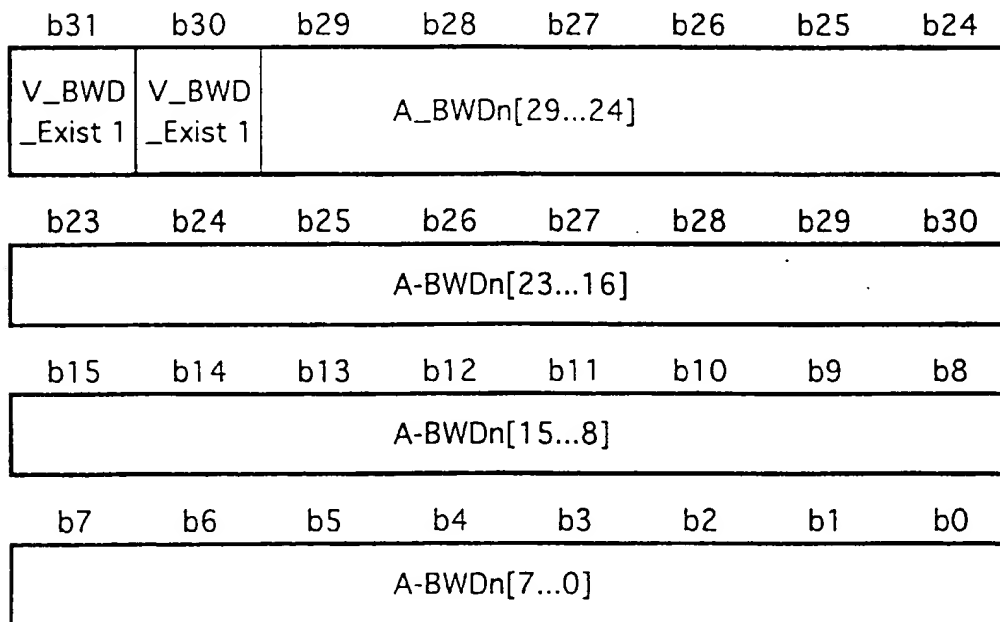 b31 b30 b29 b28 b27 b26 b25 b24
V_BWD V_BWD
_Exist 1 _Exist 1
A_BWDn[29...24]
b23 b24 b25 b26 b27 b28 b29 b30
A-BWDn[23...16]
b15 b14 b13 b12 b11 b10 b9 b8
A-BWDn[15...8]
b7 b6 b5 b4 b3 b2 b1 b0
A-BWDn[7...0]